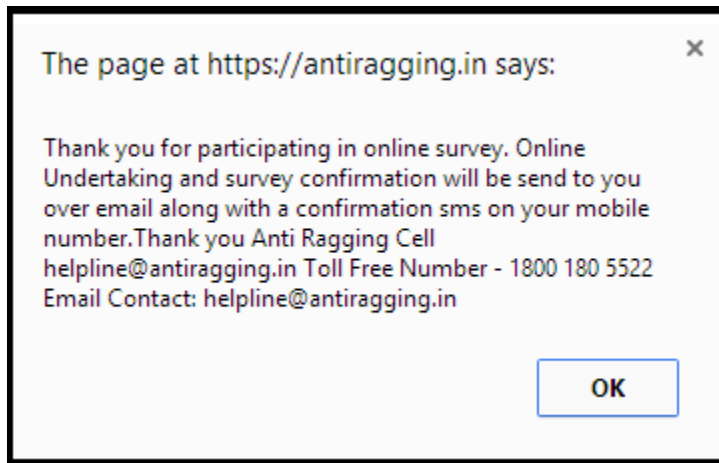 The page at https://antiragging.in says:
Thank you for participating in online survey. Online
Undertaking and survey confirmation will be send to you
over email along with a confirmation sms on your mobile
number.Thank you Anti Ragging Cell
helpline@antiragging.in Toll Free Number - 1800 180 5522
Email Contact: helpline@antiragging.in
OK